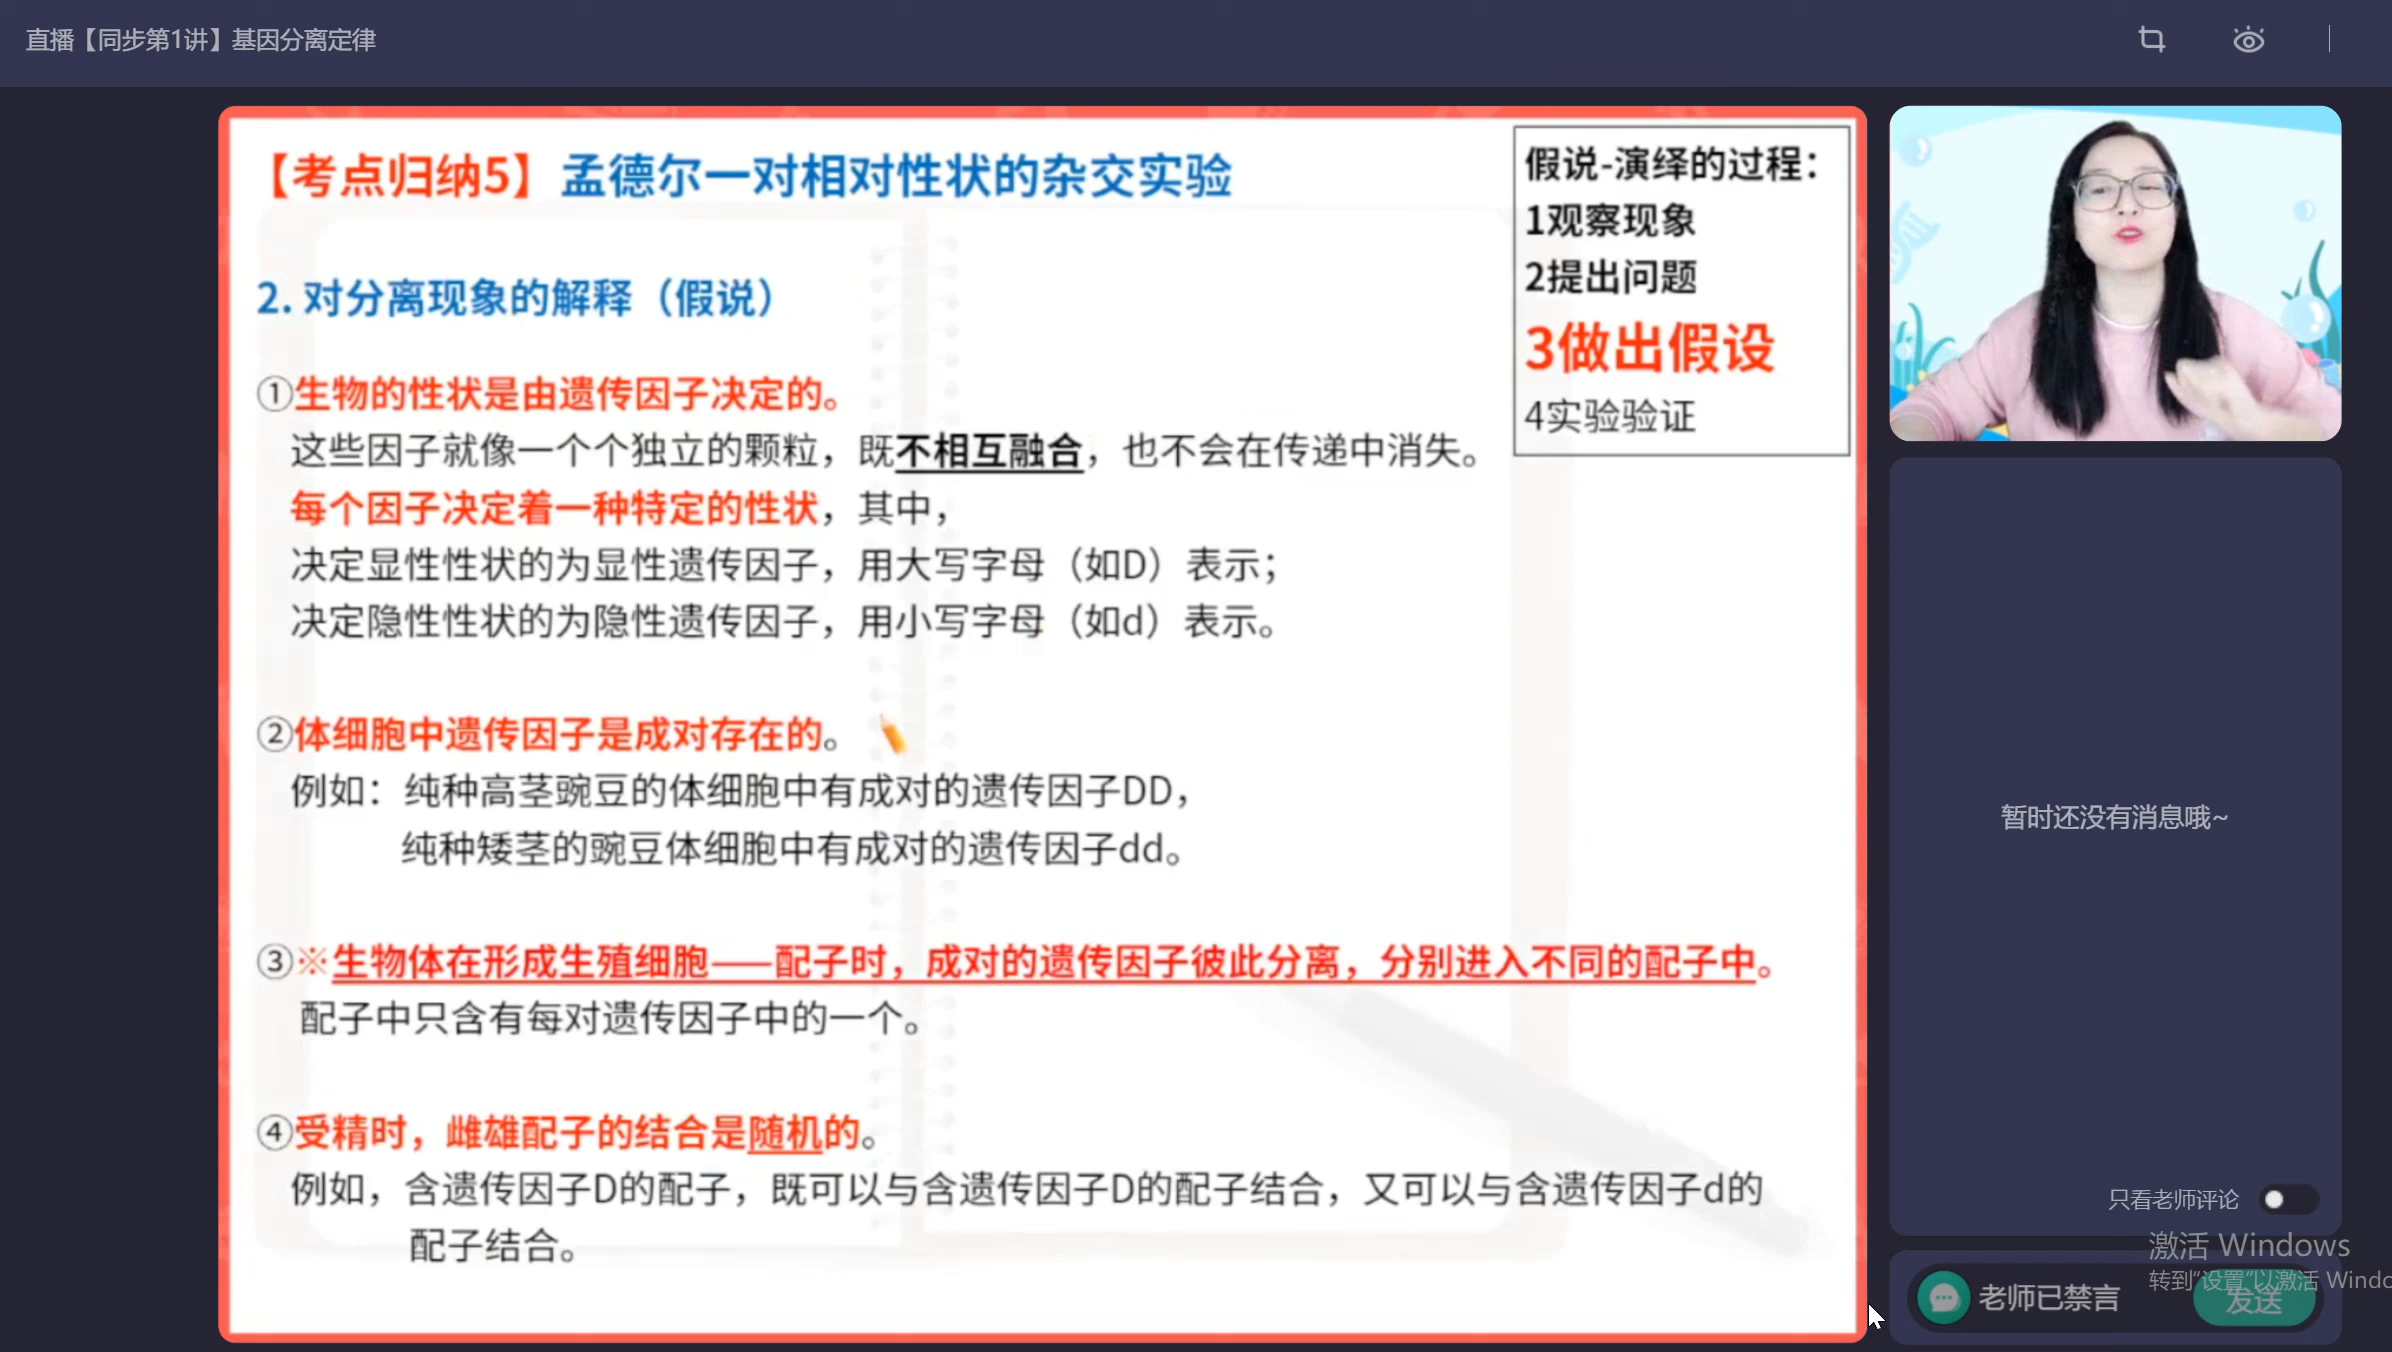 直播【同步第1讲】基因分离定律
【考点归纳5】孟德尔一对相对性状的杂交实验
假说-演绎的过程：
1观察现象
2提出问题
3做出假设
4实验验证
2. 对分离现象的解释（假说）
①生物的性状是由遗传因子决定的。
这些因子就像一个个独立的颗粒，既不相互融合，也不会在传递中消失。
每个因子决定着一种特定的性状，其中，
决定显性性状的为显性遗传因子，用大写字母（如D）表示；
决定隐性性状的为隐性遗传因子，用小写字母（如d）表示。
②体细胞中遗传因子是成对存在的。
例如：纯种高茎豌豆的体细胞中有成对的遗传因子DD，
纯种矮茎的豌豆体细胞中有成对的遗传因子dd。
③※生物体在形成生殖细胞——配子时，成对的遗传因子彼此分离，分别进入不同的配子中。
配子中只含有每对遗传因子中的一个。
④受精时，雌雄配子的结合是随机的。
例如，含遗传因子D的配子，既可以与含遗传因子D的配子结合，又可以与含遗传因子d的
配子结合。
暂时还没有消息哦~
只看老师评论
激活 Windows
转到"设置"以激活 Windo
老师已禁言
发送